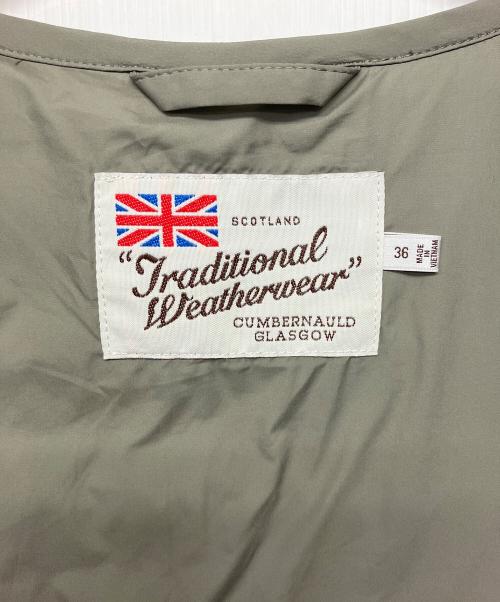 SCOTLAND
"Traditional
Weatherwear"
CUMBERNAULD
GLASGOW
36
MADE
IN
VIETNAM